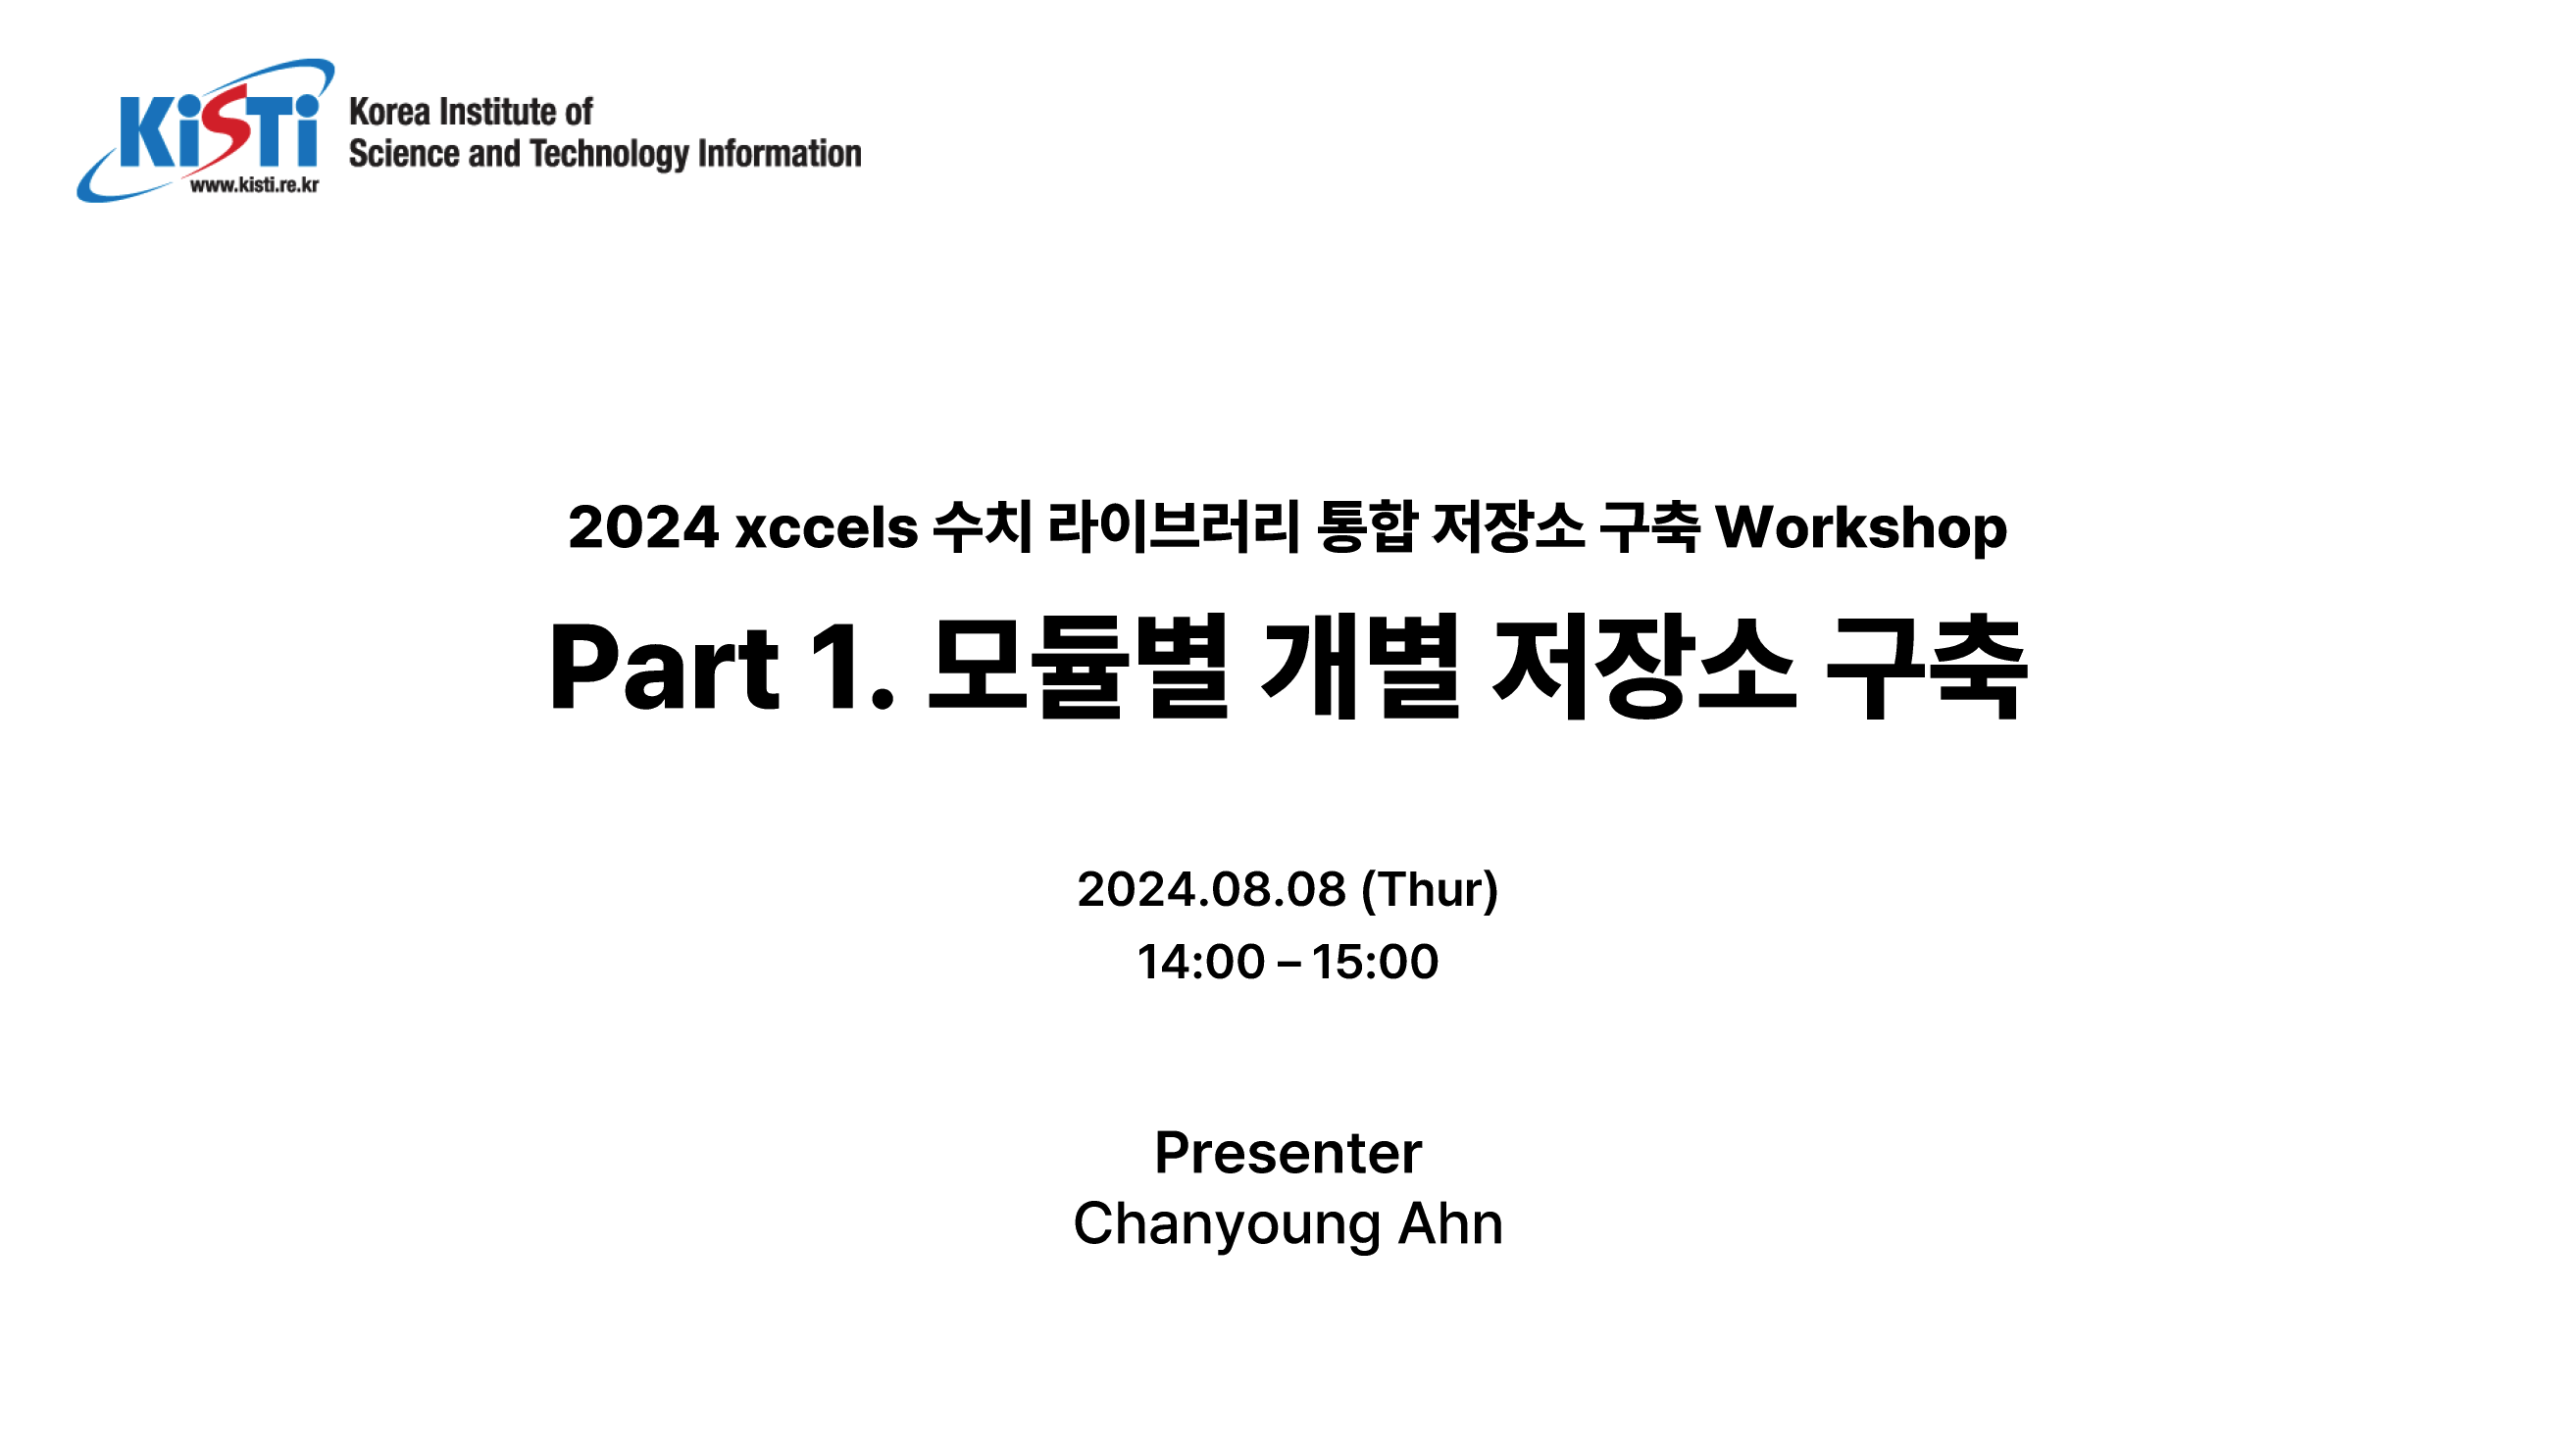 KiSTi
www.kisti.re.kr
Korea Institute of
Science and Technology Information
2024 xccels 수치 라이브러리 통합 저장소 구축 Workshop
Part 1. 모듈별 개별 저장소 구축
2024.08.08 (Thur)
14:00 – 15:00
Presenter
Chanyoung Ahn